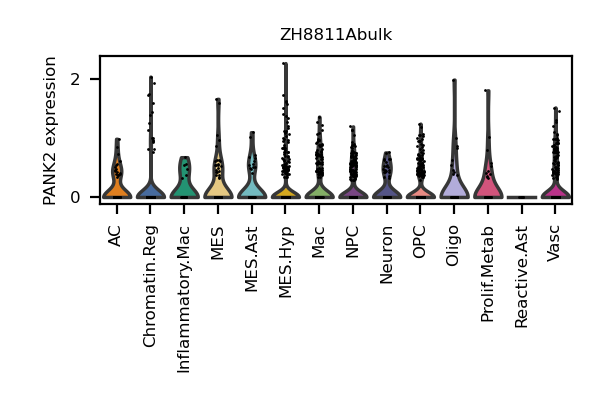 ZH8811Abulk
PANK2 expression
2
0
AC
Chromatin.Reg
Inflammatory.Mac
MES
MES.Ast
MES.Hyp
Mac
NPC
Neuron
OPC
Oligo
Prolif.Metab
Reactive.Ast
Vasc